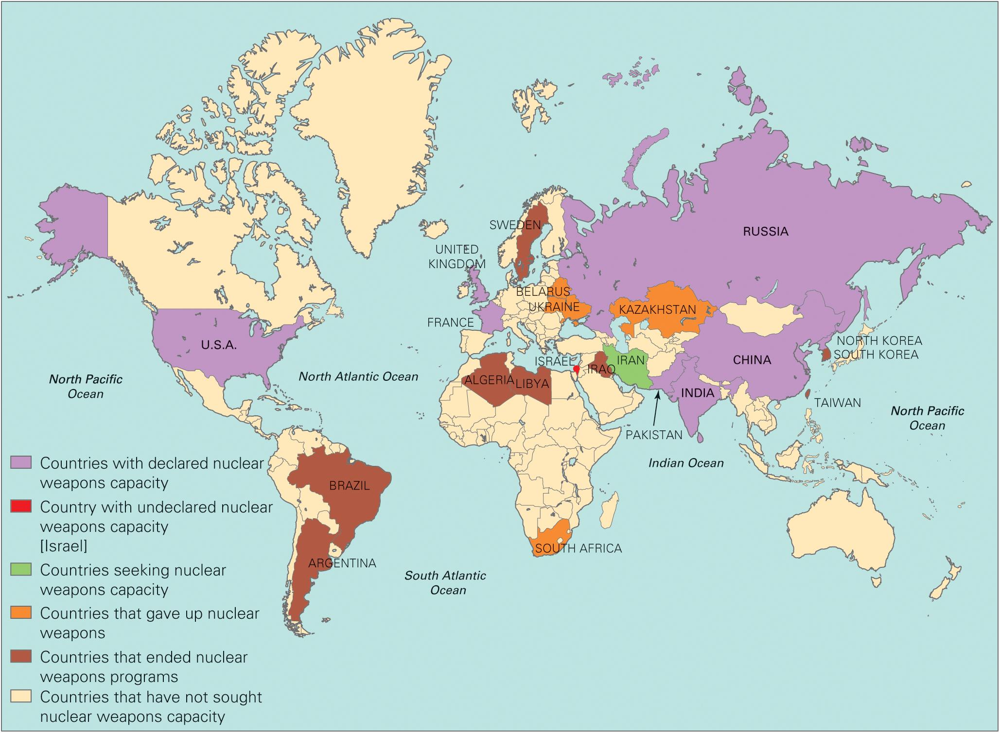 SWEDEN
RUSSIA
UNITED
KINGDOM
BELARUS
UKRAINE
KAZAKHSTAN
FRANCE
U.S.A.
NORTH KOREA
SOUTH KOREA
ISRAEL
IRAQ
IRAN
CHINA
North Pacific
Ocean
North Atlantic Ocean
ALGERIA
LIBYA
INDIA
TAIWAN
North Pacific
Ocean
PAKISTAN
Indian Ocean
BRAZIL
SOUTH AFRICA
ARGENTINA
South Atlantic
Ocean
Countries with declared nuclear
weapons capacity
Country with undeclared nuclear
weapons capacity
[Israel]
Countries seeking nuclear
weapons capacity
Countries that gave up nuclear
weapons
Countries that ended nuclear
weapons programs
Countries that have not sought
nuclear weapons capacity